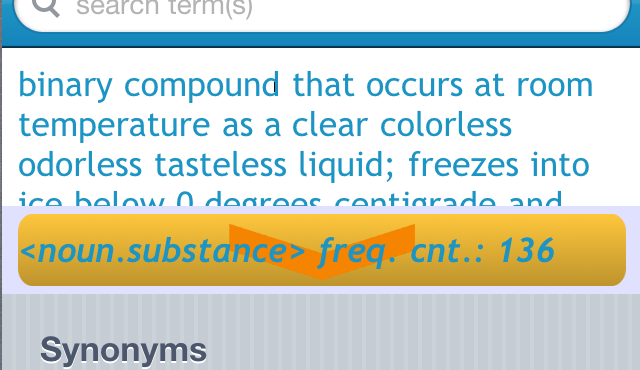 search term(s)
binary compound that occurs at room
temperature as a clear colorless
odorless tasteless liquid; freezes into
ice below 0 degrees centigrade and
<noun.substance> freq. cnt.: 136
Synonyms